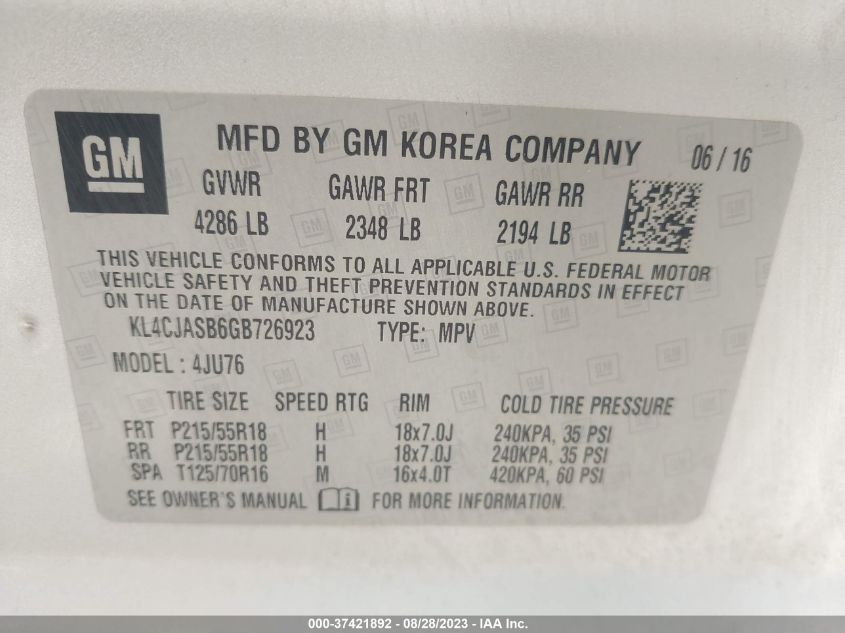 GM
MFD BY GM KOREA COMPANY 06 / 16
GVWR GAWR FRT GAWR RR
4286 LB 2348 LB 2194 LB
THIS VEHICLE CONFORMS TO ALL APPLICABLE U.S. FEDERAL MOTOR
VEHICLE SAFETY AND THEFT PREVENTION STANDARDS IN EFFECT
ON THE DATE OF MANUFACTURE SHOWN ABOVE.
KL4CJASB6GB726923 TYPE: MPV
MODEL : 4JU76
TIRE SIZE SPEED RTG RIM COLD TIRE PRESSURE
FRT P215/55R18 H 18x7.0J 240KPA, 35 PSI
RR P215/55R18 H 18x7.0J 240KPA, 35 PSI
SPA T125/70R16 M 16x4.0T 420KPA, 60 PSI
SEE OWNER'S MANUAL i FOR MORE INFORMATION.
000-37421892 - 08/28/2023 - IAA Inc.